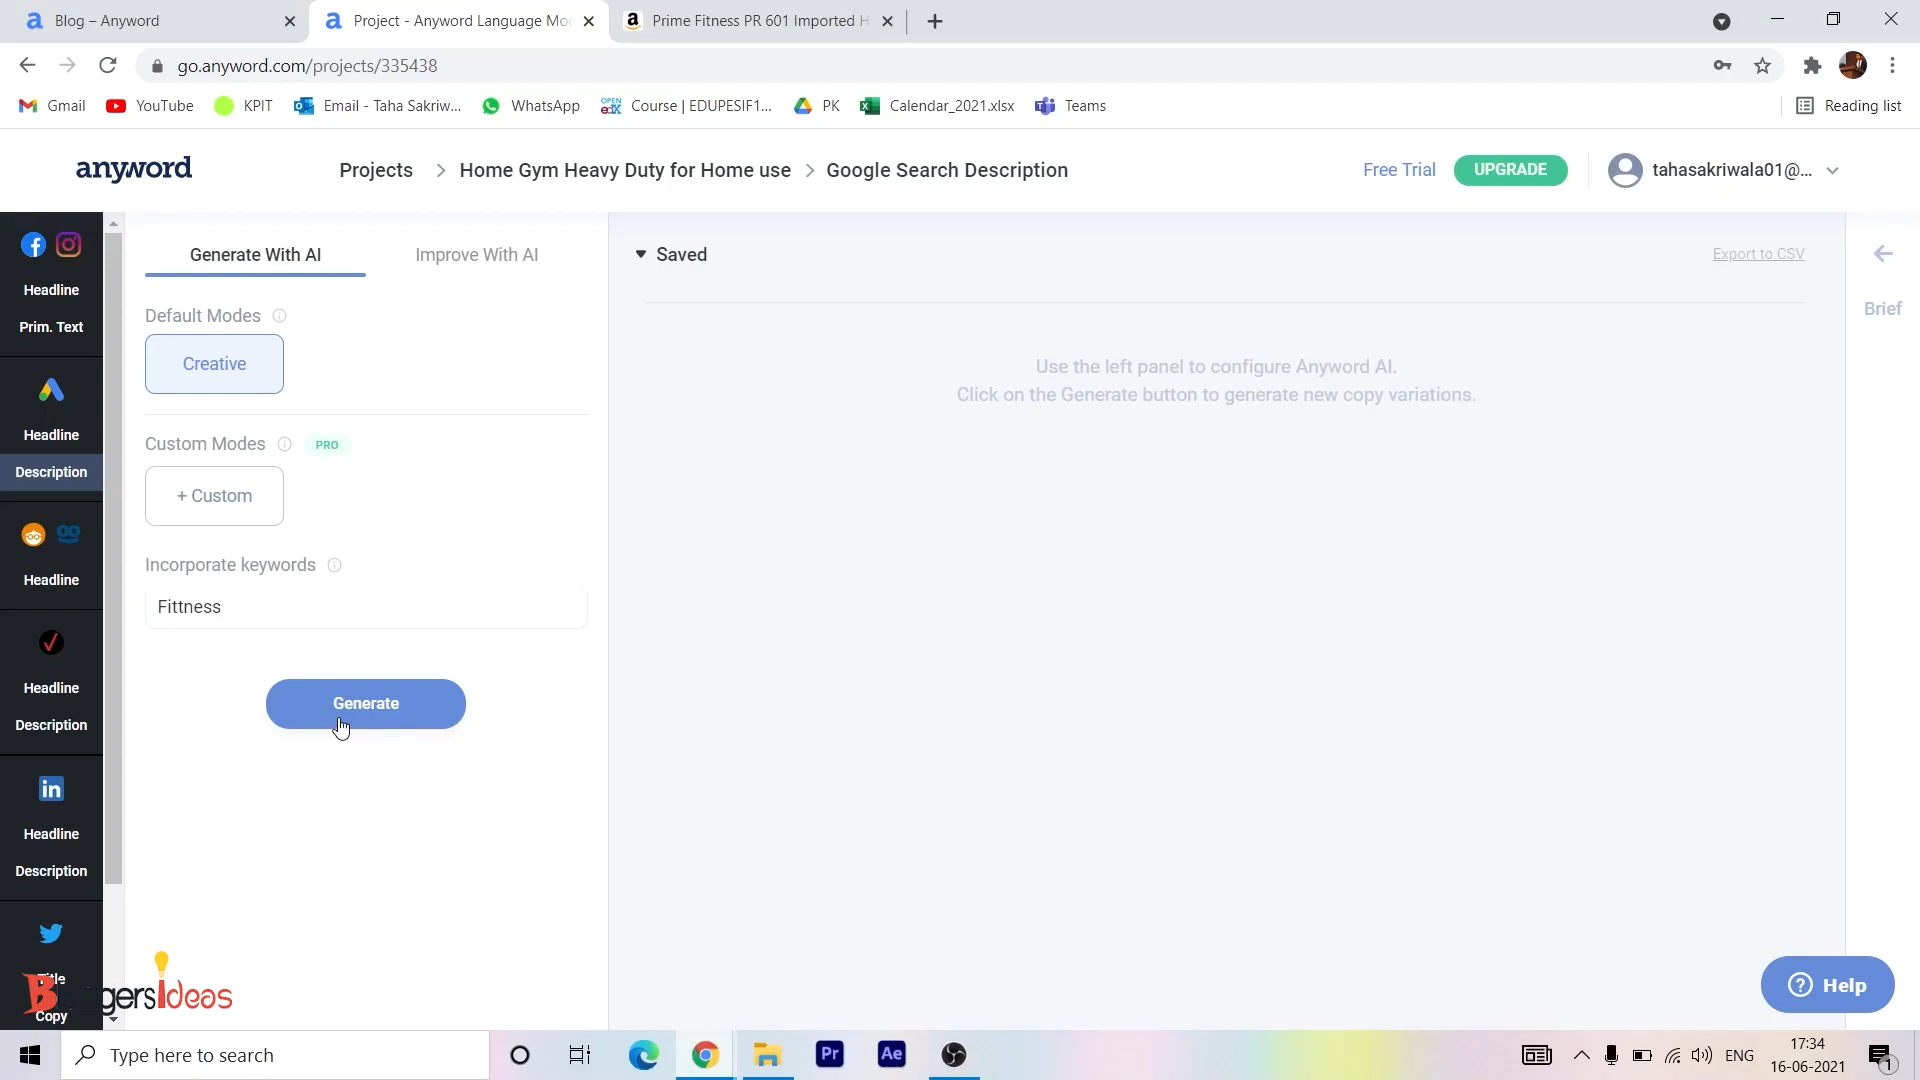 Blog – Anyword
Project - Anyword Language Mo
Prime Fitness PR 601 Imported H
go.anyword.com/projects/335438
Gmail
YouTube
KPIT
Email - Taha Sakriw...
WhatsApp
OPEN edX
Course | EDUPESIF1...
PK
Calendar_2021.xlsx
Teams
Reading list
anyword
Projects > Home Gym Heavy Duty for Home use > Google Search Description
Free Trial
UPGRADE
tahasakriwala01@...
Headline
Prim. Text
Headline
Description
Headline
Headline
Description
Headline
Description
Title
Copy
Generate With AI
Improve With AI
Default Modes
Creative
Custom Modes
PRO
+ Custom
Incorporate keywords
Fittness
Generate
Saved
Export to CSV
Use the left panel to configure Anyword AI.
Click on the Generate button to generate new copy variations.
Brief
Help
gersIdeas
Type here to search
Pr
Ae
ENG
17:34
16-06-2021
1